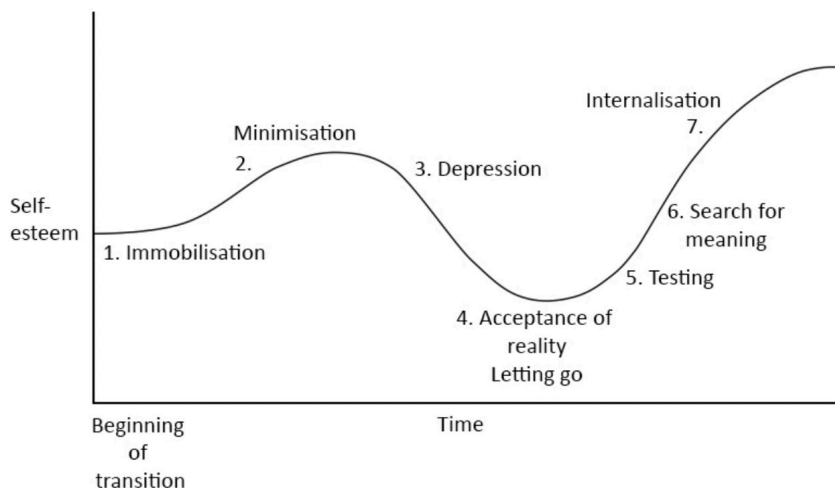 Internalisation
7.
Minimisation
2.
3. Depression
Self-
esteem
6. Search for
meaning
1. Immobilisation
5. Testing
4. Acceptance of
reality
Letting go
Beginning
of
transition
Time